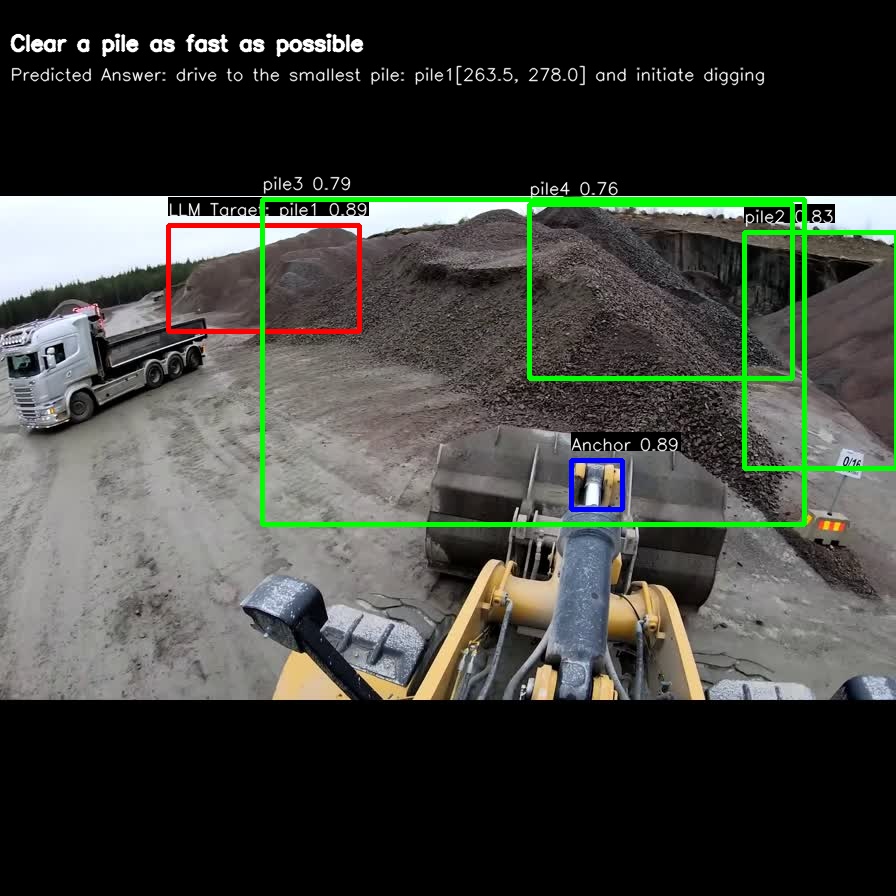 Clear a pile as fast as possible
Predicted Answer: drive to the smallest pile: pile1[263.5, 278.0] and initiate digging
pile3 0.79
pile4 0.76
LLM Target: pile1 0.89
pile2 0.83
Anchor 0.89
0/16